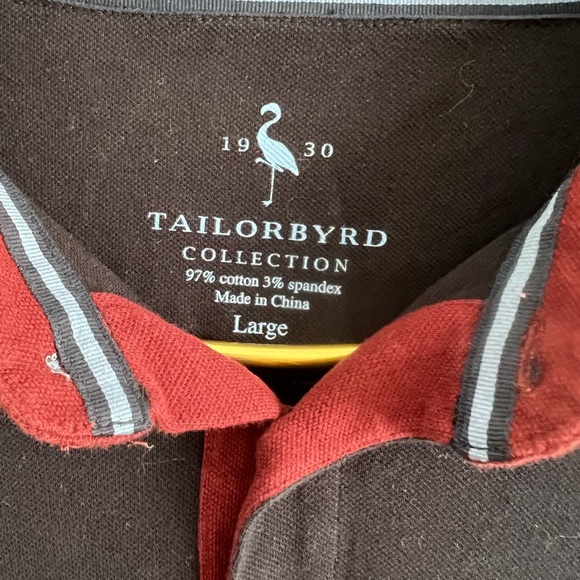 19 30
TAILORBYRD
COLLECTION
97% cotton 3% spandex
Made in China
Large